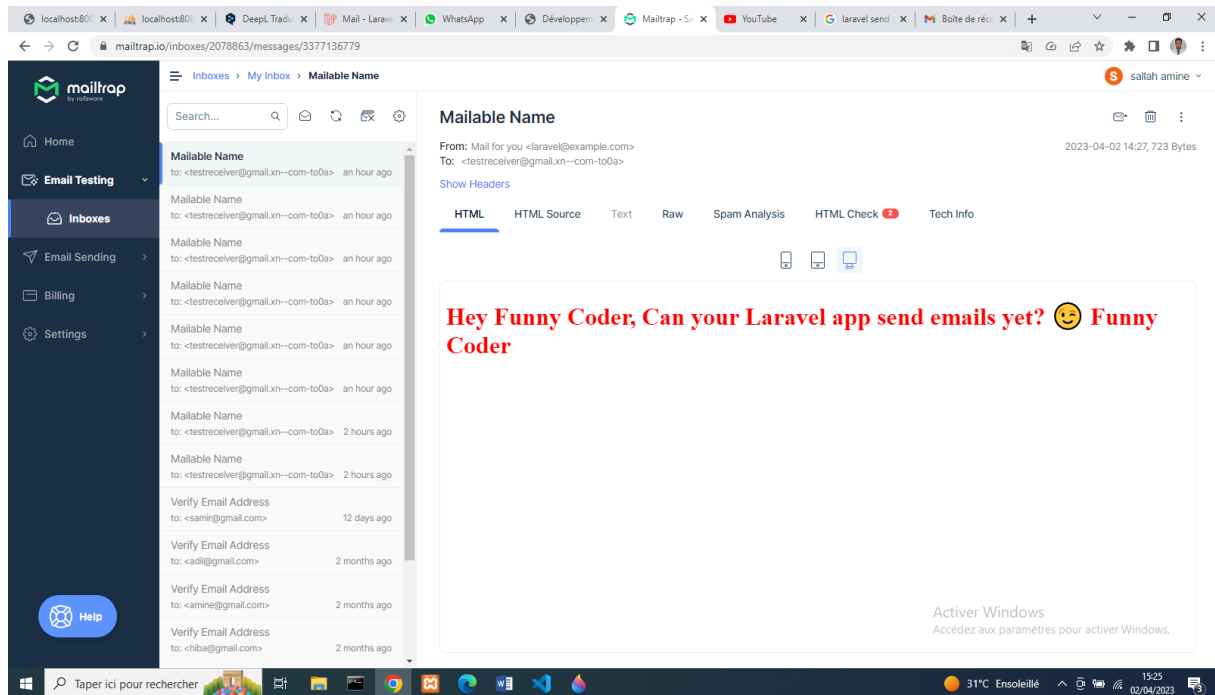 localhost:800
localhost:808
DeepL Tradu
Mail - Larave
WhatsApp
Développem
Mailtrap - Sa
YouTube
laravel send
Boîte de réce
mailtrap.io/inboxes/2078863/messages/3377136779
mailtrap
by railsware
Home
Email Testing
Inboxes
Email Sending
Billing
Settings
Help
Inboxes › My Inbox › Mailable Name
sallah amine
S
Search...
Mailable Name
to: <testreceiver@gmail.xn--com-to0a> an hour ago
Mailable Name
to: <testreceiver@gmail.xn--com-to0a> an hour ago
Mailable Name
to: <testreceiver@gmail.xn--com-to0a> an hour ago
Mailable Name
to: <testreceiver@gmail.xn--com-to0a> an hour ago
Mailable Name
to: <testreceiver@gmail.xn--com-to0a> an hour ago
Mailable Name
to: <testreceiver@gmail.xn--com-to0a> an hour ago
Mailable Name
to: <testreceiver@gmail.xn--com-to0a> 2 hours ago
Mailable Name
to: <testreceiver@gmail.xn--com-to0a> 2 hours ago
Verify Email Address
to: <samir@gmail.com> 12 days ago
Verify Email Address
to: <adil@gmail.com> 2 months ago
Verify Email Address
to: <amine@gmail.com> 2 months ago
Verify Email Address
to: <hiba@gmail.com> 2 months ago
Mailable Name
From: Mail for you <laravel@example.com>
2023-04-02 14:27, 723 Bytes
To: <testreceiver@gmail.xn--com-to0a>
Show Headers
HTML HTML Source Text Raw Spam Analysis HTML Check 2 Tech Info
Hey Funny Coder, Can your Laravel app send emails yet? 😉 Funny
Coder
Activer Windows
Accédez aux paramètres pour activer Windows.
Taper ici pour rechercher
31°C Ensoleillé
15:25
02/04/2023
3